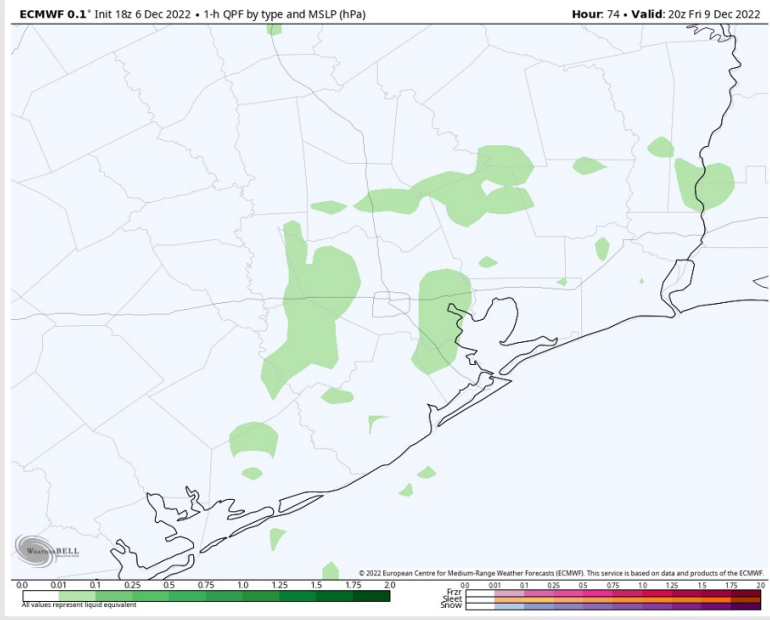 ECMWF 0.1° Init 18z 6 Dec 2022 • 1-h QPF by type and MSLP (hPa)
Hour: 74 • Valid: 20z Fri 9 Dec 2022
WeatherBELL
© 2022 European Centre for Medium-Range Weather Forecasts (ECMWF). This service is based on data and products of the ECMWF.
0.0 0.01 0.1 0.25 0.5 0.75 1.0 1.25 1.5 1.75 2.0
All values represent liquid equivalent
0.0 0.01 0.1 0.25 0.5 .75 1.0 1.25 1.5 1.75 2.0
Frzr
Sleet
Snow